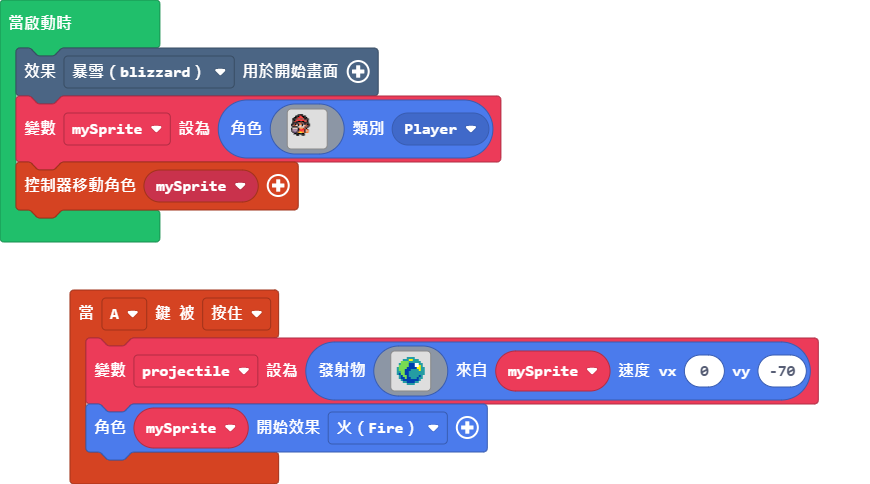 當啟動時
效果 暴雪(blizzard) 用於開始畫面
變數 mySprite 設為 角色 類別 Player
控制器移動角色 mySprite
當 A 鍵 被 按住
變數 projectile 設為 發射物 來自 mySprite 速度 vx 0 vy -70
角色 mySprite 開始效果 火(Fire)